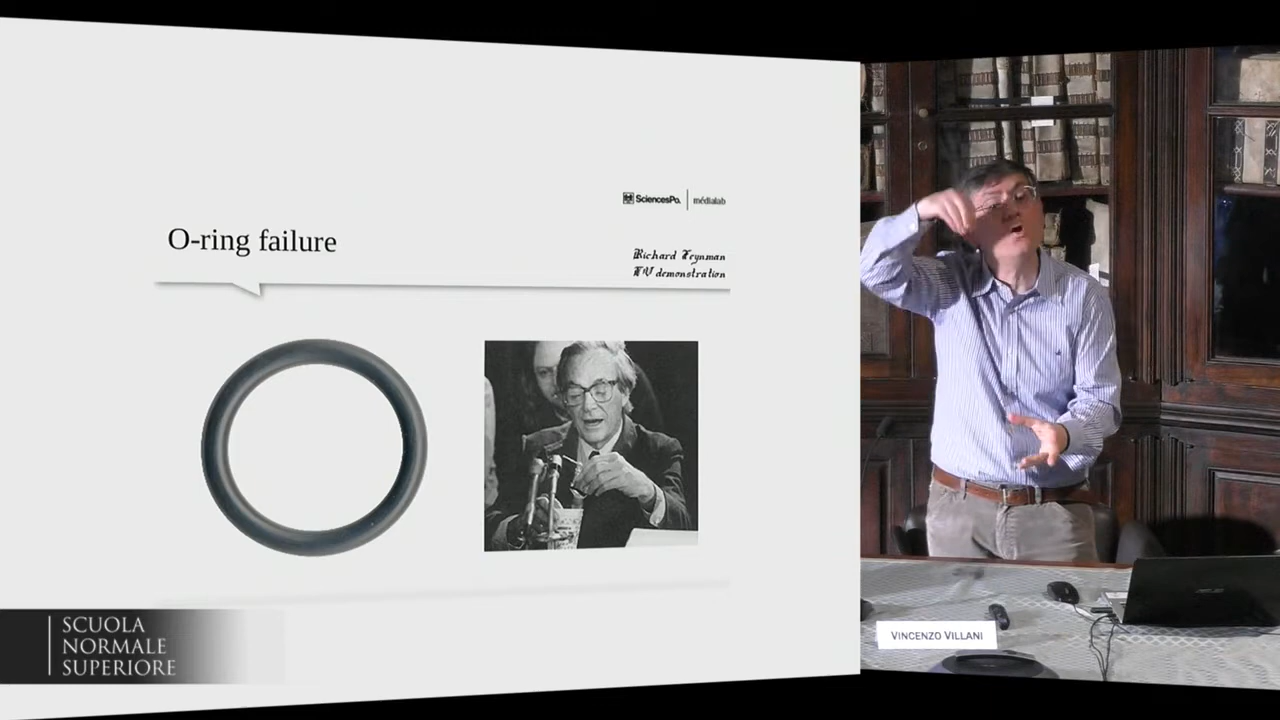 SciencesPo. | médialab
O-ring failure
Richard Feynman
TV demonstration
SCUOLA
NORMALE
SUPERIORE
VINCENZO VILLANI